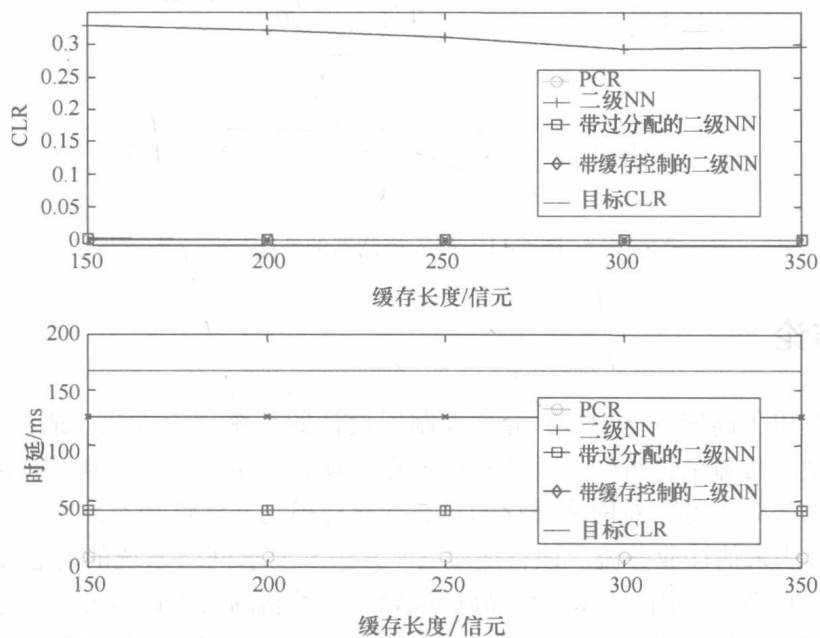 0.3
0.25
0.2
0.15
0.1
0.05
0
CLR
PCR
二级NN
带过分配的二级NN
带缓存控制的二级NN
目标CLR
150 200 250 300 350
缓存长度/信元
200
150
100
50
0
时延/ms
PCR
二级NN
带过分配的二级NN
带缓存控制的二级NN
目标CLR
150 200 250 300 350
缓存长度/信元